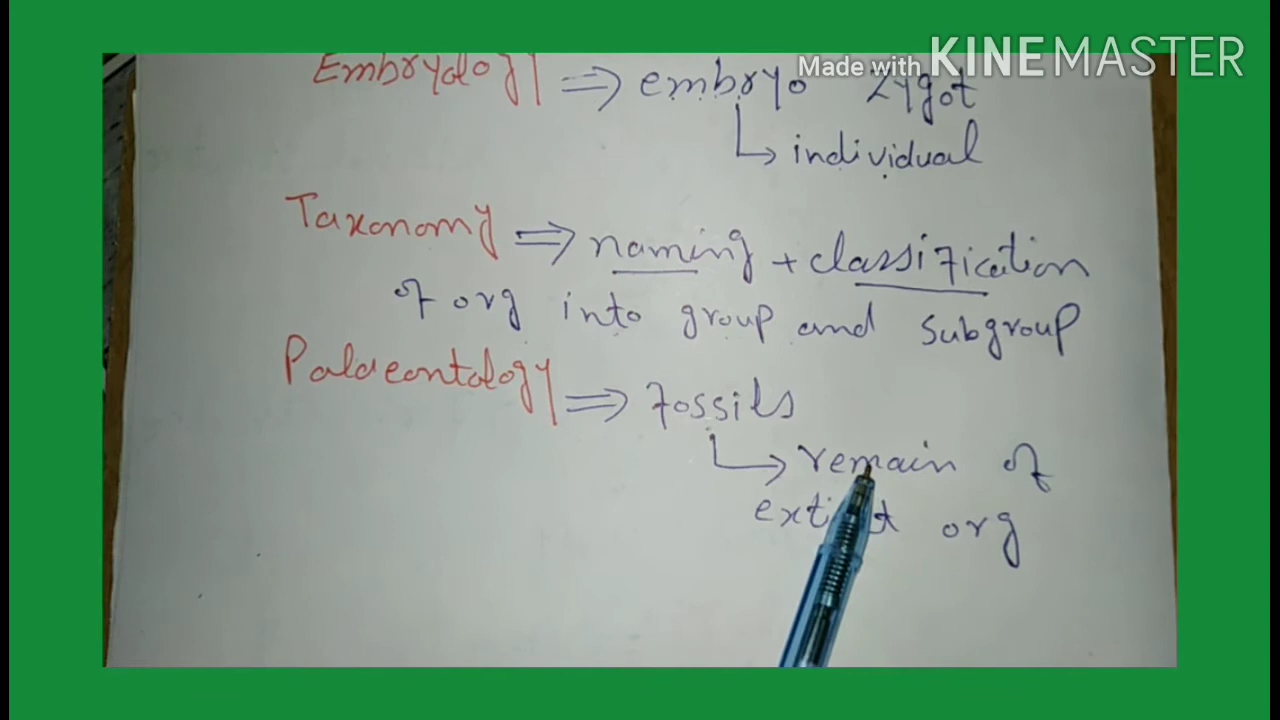 Made with KINEMASTER
Embryology ⇒ embryo Zygot
↳ individual
Taxonomy ⇒ naming + classification
of org into group and subgroup
Palaeontology ⇒ Fossils
↳ remain of
org